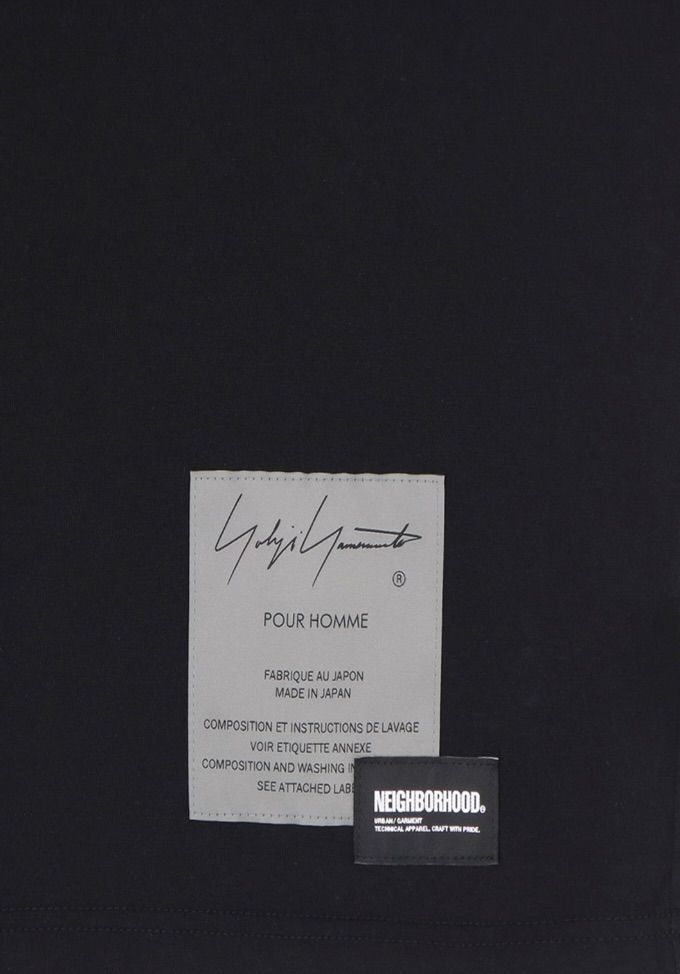 Yohji Yamamoto
®
POUR HOMME
FABRIQUE AU JAPON
MADE IN JAPAN
COMPOSITION ET INSTRUCTIONS DE LAVAGE
VOIR ETIQUETTE ANNEXE
COMPOSITION AND WASHING IN
SEE ATTACHED LABE
NEIGHBORHOOD
URBAN / GARMENT
TECHNICAL APPAREL. CRAFT WITH PRIDE.